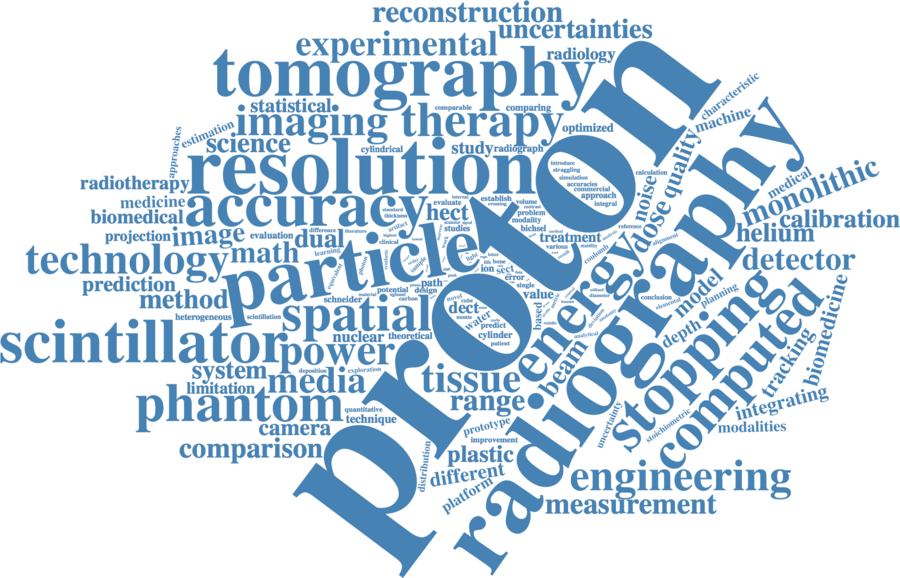 reconstruction
uncertainties
experimental
radiology
tomography
proton
characteristic
statistical
comparable
comparing
machine
imaging
therapy
optimized
estimation
approaches
science
cylindrical
study
radiograph
radiography
resolution
introduce
straggling
simulation
accuracies
commercial
approach
integral
calculation
quality
noise
dose
medical
monolithic
radiotherapy
medicine
accuracy
biomedical
hect
evaluate
establish
volume
problem
modality
bichsel
standard
thickness
artifact
studies
reference
calibration
helium
projection
image
evaluation
difference
literature
dual
clinical
treatment
various
alignment
coulomb
technology
math
learning
particle
energy
detector
prediction
equivalent
path
ion
sect
error
single
value
method
schneider
potential
design
carbon
conclusion
elemental
model
planning
heterogeneous
scintillation
spatial
novel
cube
dect
water
predict
cylinder
patient
based
analytical
stopping
depth
scintillator
power
nuclear
theoretical
computed
tracking
biomedicine
system
limitation
deposition
exploration
media
tissue
beam
phantom
quantitative
technique
range
uncertainty
stoichiometric
integrating
modalities
camera
prototype
improvement
comparison
distribution
plastic
different
platform
engineering
measurement